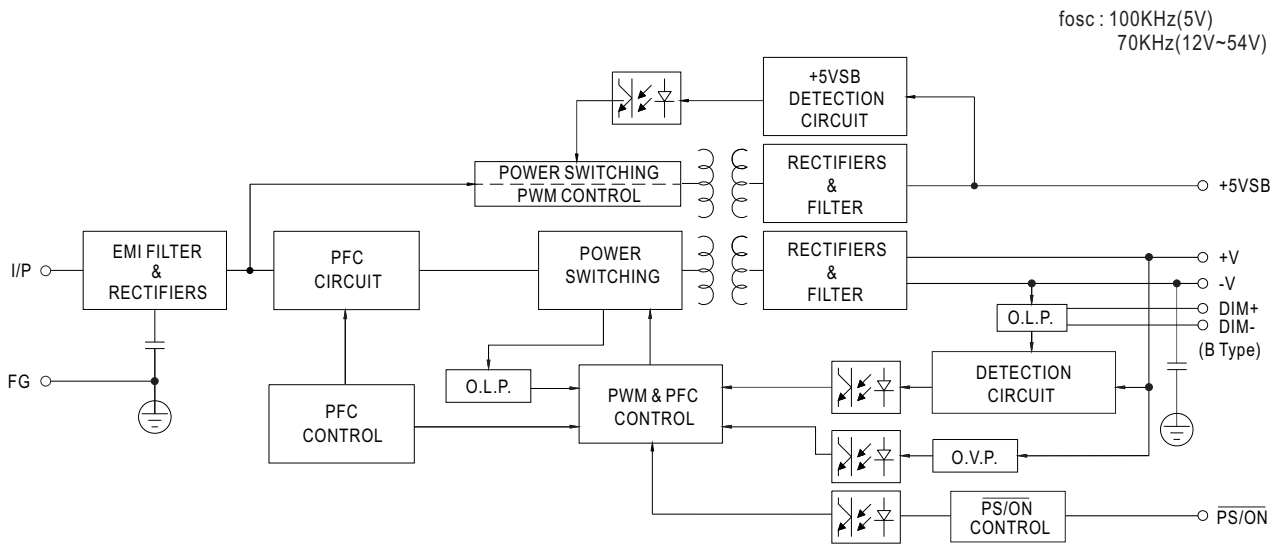 fosc : 100KHz(5V)
70KHz(12V~54V)
+5VSB
DETECTION
CIRCUIT
POWER SWITCHING
PWM CONTROL
RECTIFIERS
&
FILTER
+5VSB
I/P
EMI FILTER
&
RECTIFIERS
PFC
CIRCUIT
POWER
SWITCHING
RECTIFIERS
&
FILTER
+V
-V
DIM+
DIM-
(B Type)
O.L.P.
FG
O.L.P.
PFC
CONTROL
PWM & PFC
CONTROL
DETECTION
CIRCUIT
O.V.P.
PS/ON
CONTROL
PS/ON